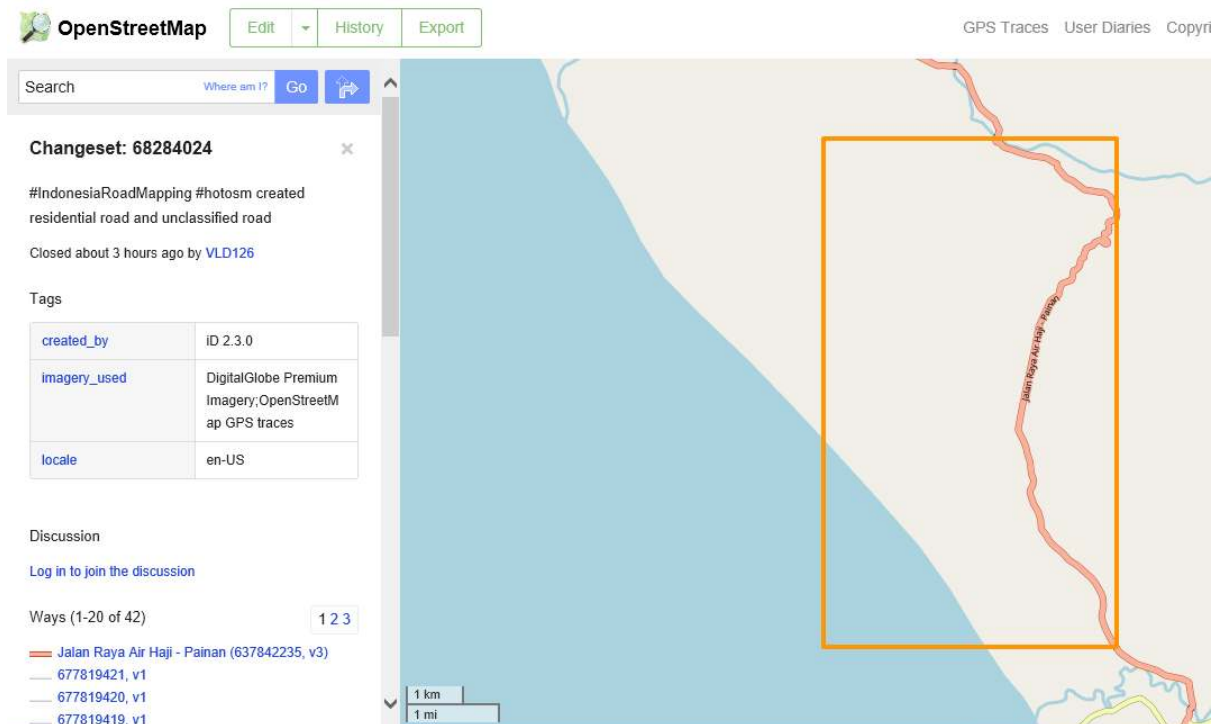 OpenStreetMap
Edit
History
Export
GPS Traces User Diaries Copyri
Search
Where am I?
Go
Changeset: 68284024
×
#IndonesiaRoadMapping #hotosm created
residential road and unclassified road
Closed about 3 hours ago by VLD126
Tags
created_by iD 2.3.0
imagery_used DigitalGlobe Premium
Imagery;OpenStreetM
ap GPS traces
locale en-US
Discussion
Log in to join the discussion
Ways (1-20 of 42) 1 2 3
Jalan Raya Air Haji - Painan (637842235, v3)
677819421, v1
677819420, v1
677819419, v1
Jalan Raya Air Haji - Painan
1 km
1 mi